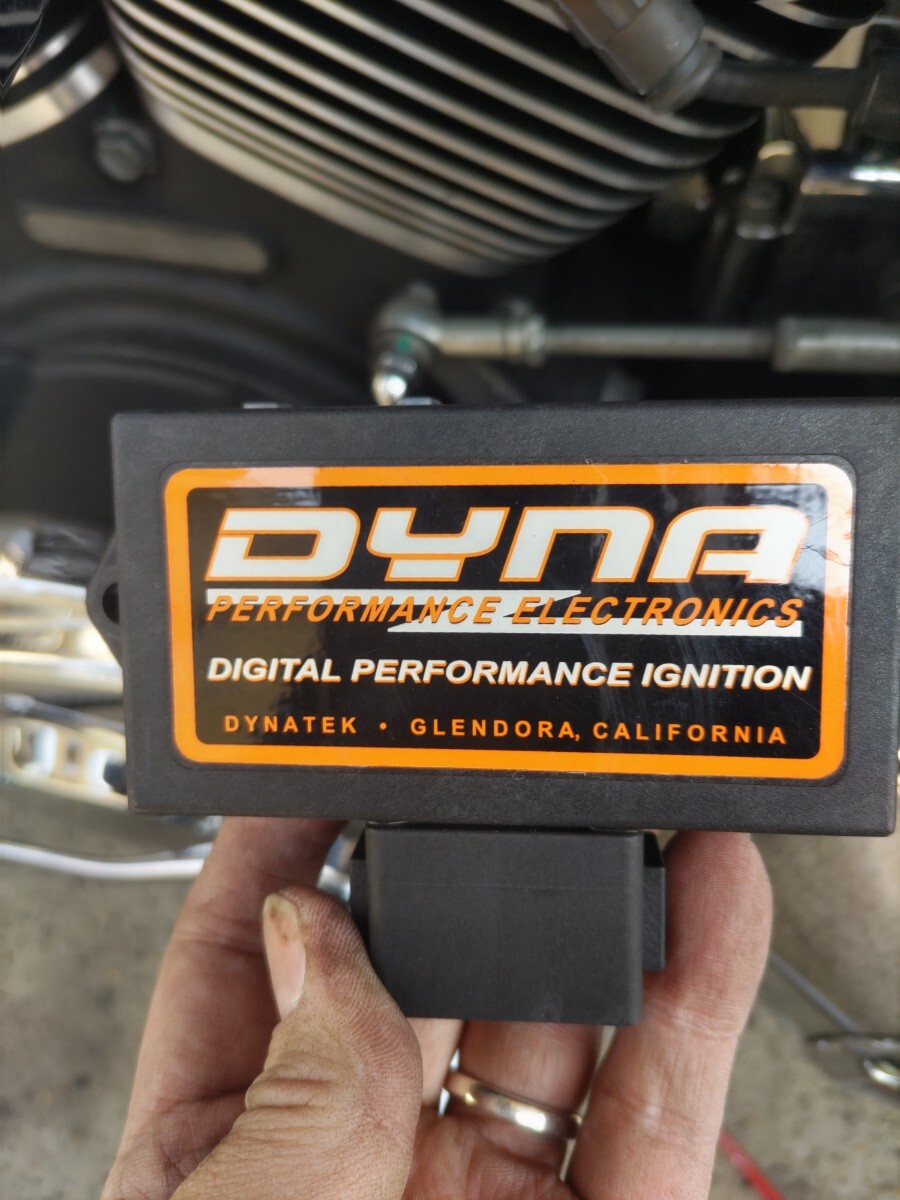 DYNA
PERFORMANCE ELECTRONICS
DIGITAL PERFORMANCE IGNITION
DYNATEK • GLENDORA, CALIFORNIA